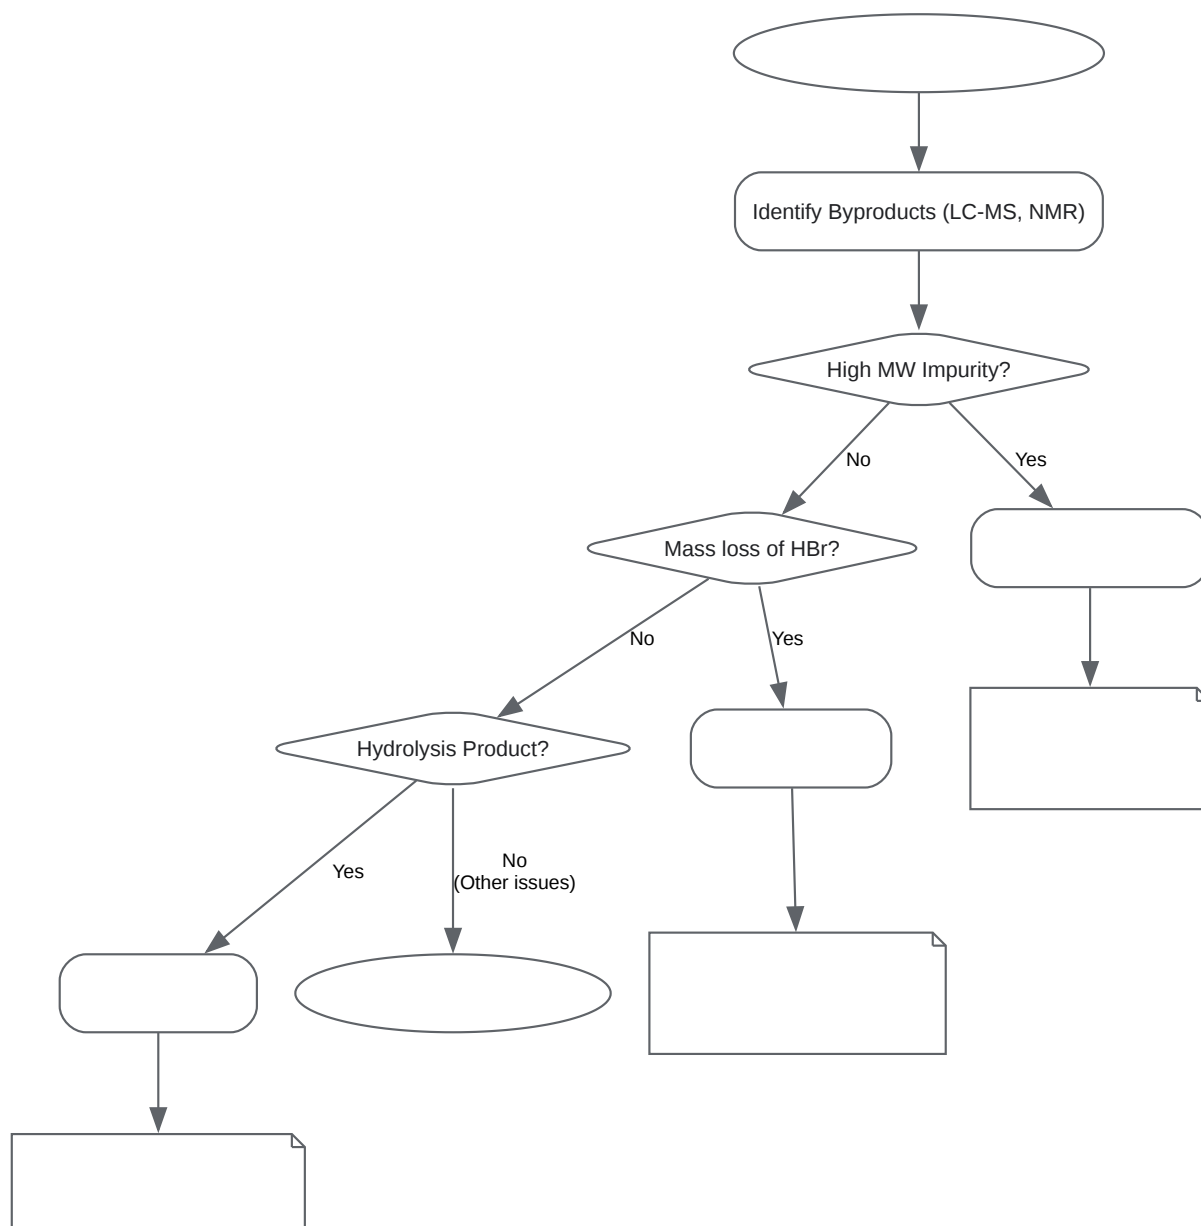 Identify Byproducts (LC-MS, NMR)
High MW Impurity?
No
Yes
Mass loss of HBr?
No
Yes
Hydrolysis Product?
Yes
No
(Other issues)